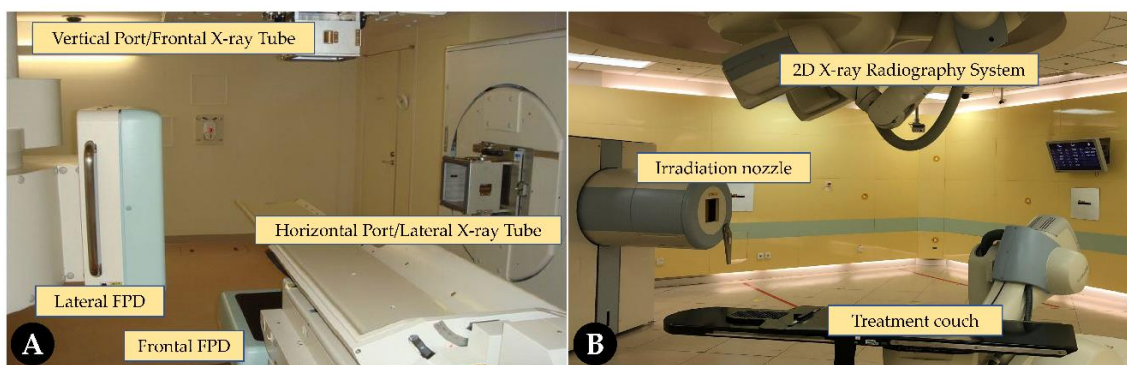 Vertical Port/Frontal X-ray Tube
Horizontal Port/Lateral X-ray Tube
Lateral FPD
Frontal FPD
A
2D X-ray Radiography System
Irradiation nozzle
Treatment couch
B